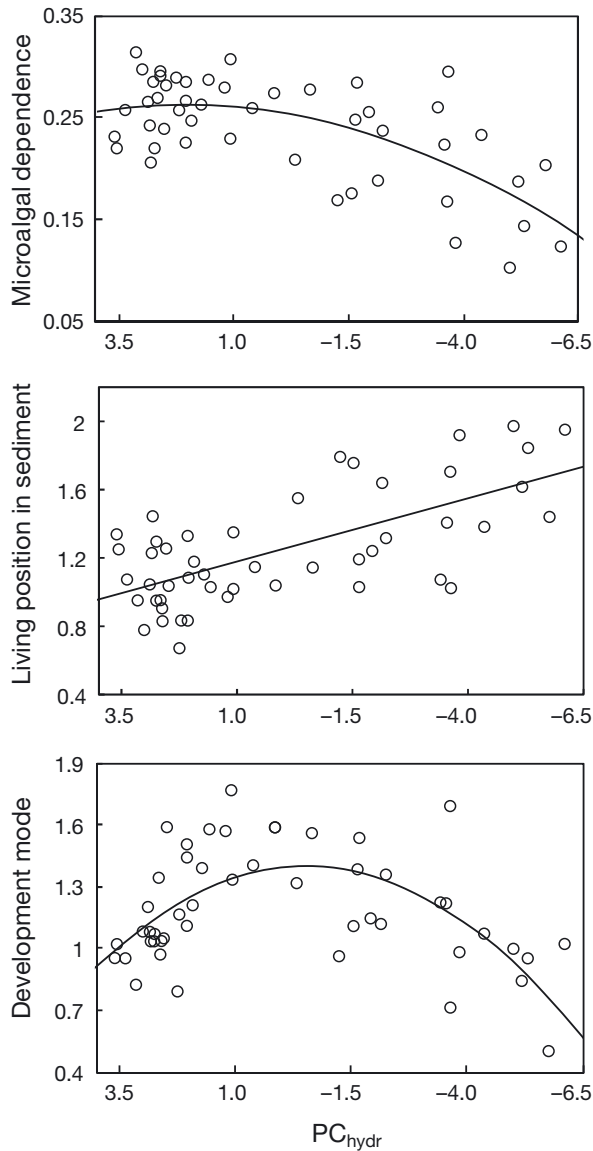 Microalgal dependence
0.35
0.25
0.15
0.05
3.5 1.0 −1.5 −4.0 −6.5
Living position in sediment
2
1.6
1.2
0.8
0.4
3.5 1.0 −1.5 −4.0 −6.5
Development mode
1.9
1.6
1.3
1
0.7
0.4
3.5 1.0 −1.5 −4.0 −6.5
PChydr